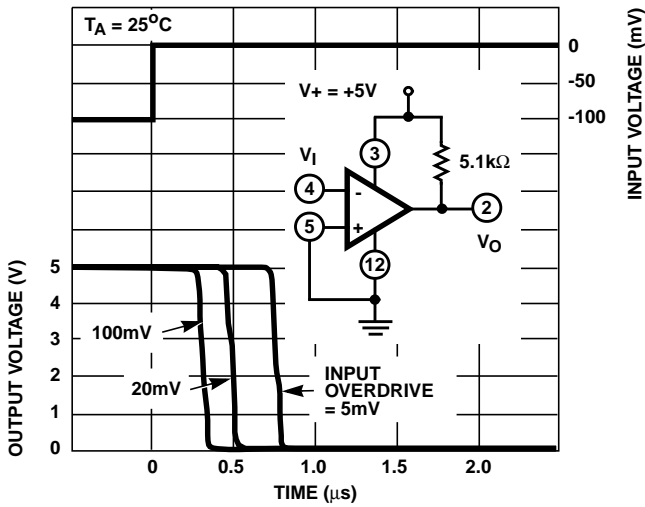 T_A = 25°C
0
-50
-100
INPUT VOLTAGE (mV)
V+ = +5V
3
5.1kΩ
V_I
4
-
5
+
2
V_O
12
OUTPUT VOLTAGE (V)
5
4
3
2
1
0
100mV
20mV
INPUT
OVERDRIVE
= 5mV
0
0.5
1.0
1.5
2.0
TIME (µs)